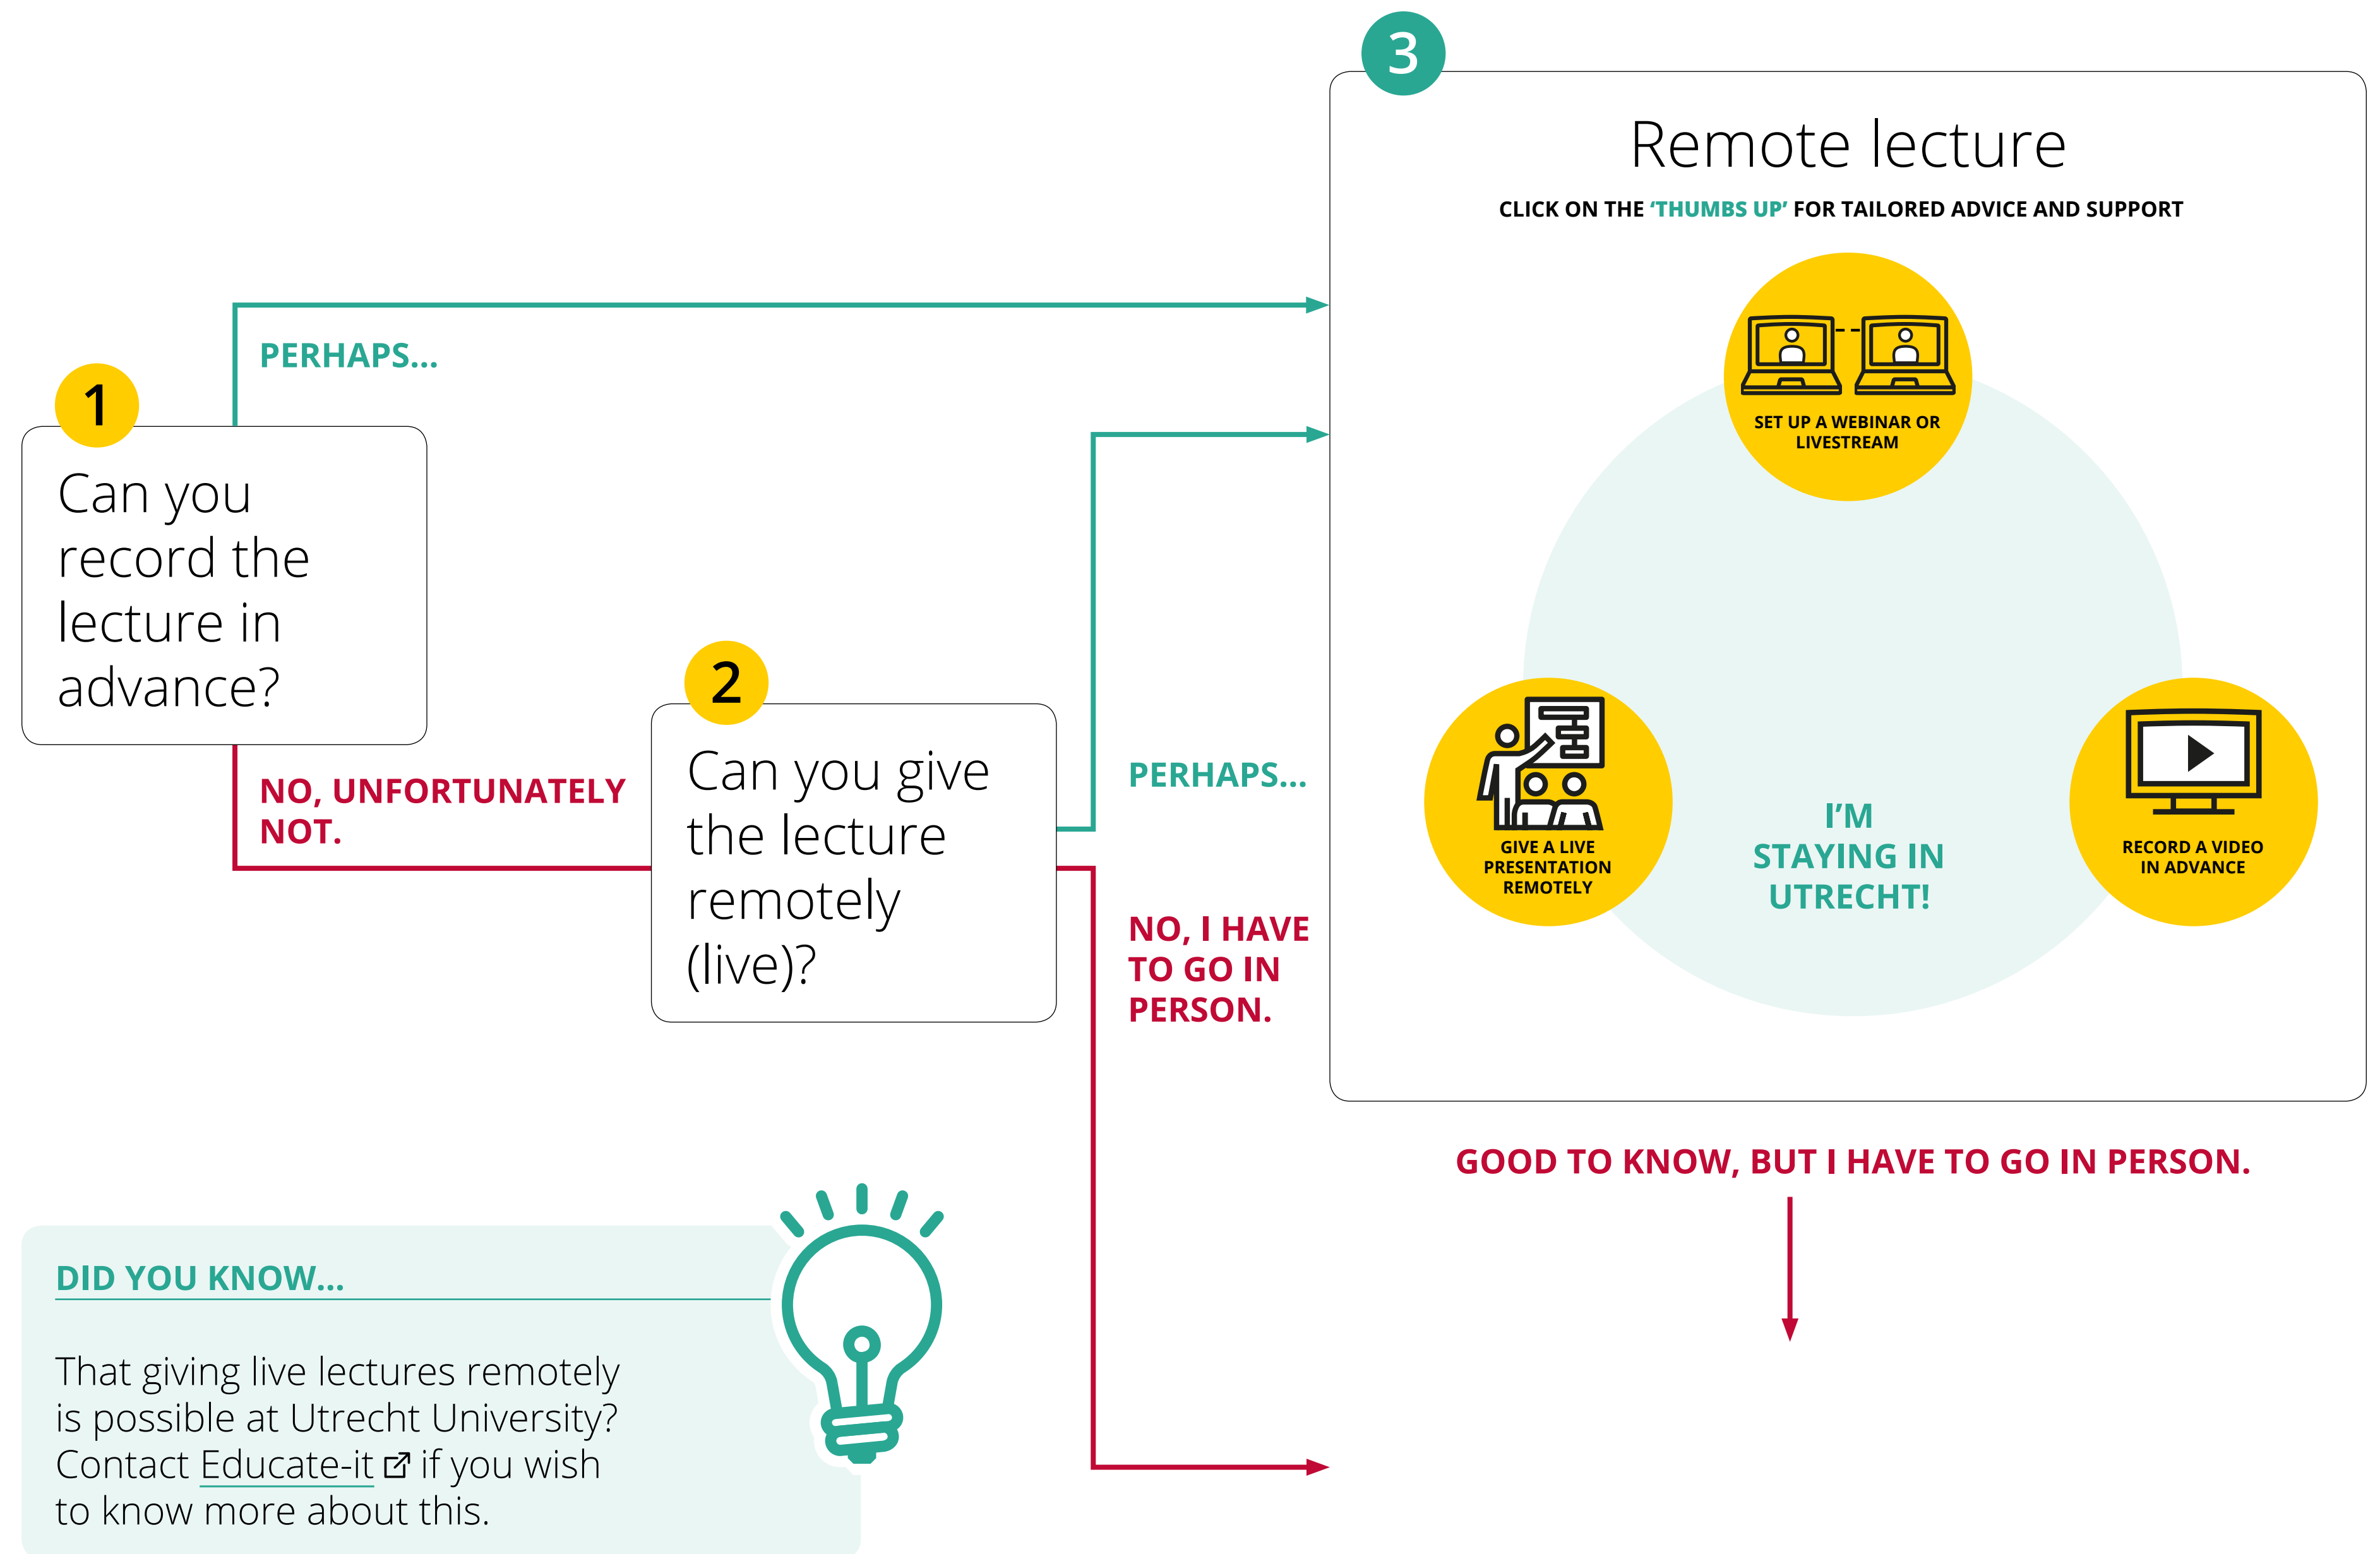 3
Remote lecture
CLICK ON THE ‘THUMBS UP’ FOR TAILORED ADVICE AND SUPPORT
PERHAPS...
1
Can you
record the
lecture in
advance?
NO, UNFORTUNATELY
NOT.
2
Can you give
the lecture
remotely
(live)?
PERHAPS...
NO, I HAVE
TO GO IN
PERSON.
SET UP A WEBINAR OR
LIVESTREAM
GIVE A LIVE
PRESENTATION
REMOTELY
I’M
STAYING IN
UTRECHT!
RECORD A VIDEO
IN ADVANCE
GOOD TO KNOW, BUT I HAVE TO GO IN PERSON.
DID YOU KNOW...
That giving live lectures remotely
is possible at Utrecht University?
Contact Educate-it if you wish
to know more about this.